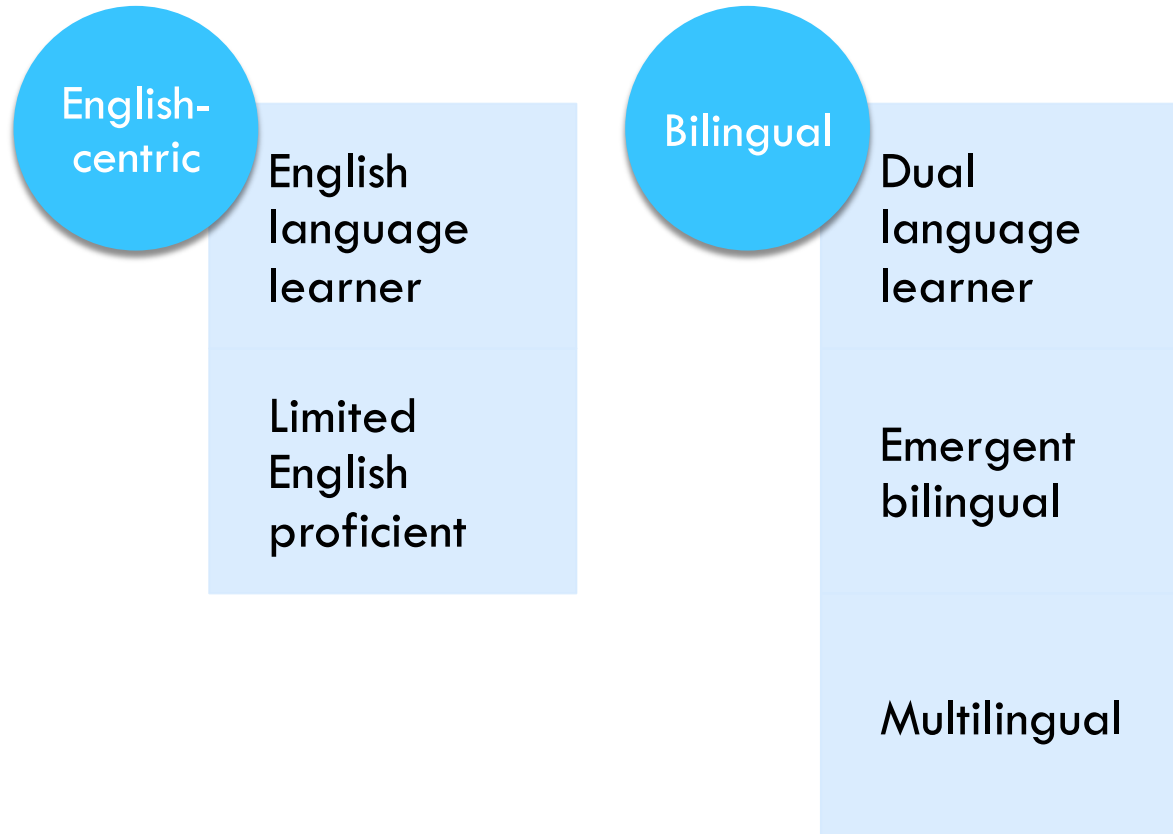 English-
centric
English
language
learner
Limited
English
proficient
Bilingual
Dual
language
learner
Emergent
bilingual
Multilingual